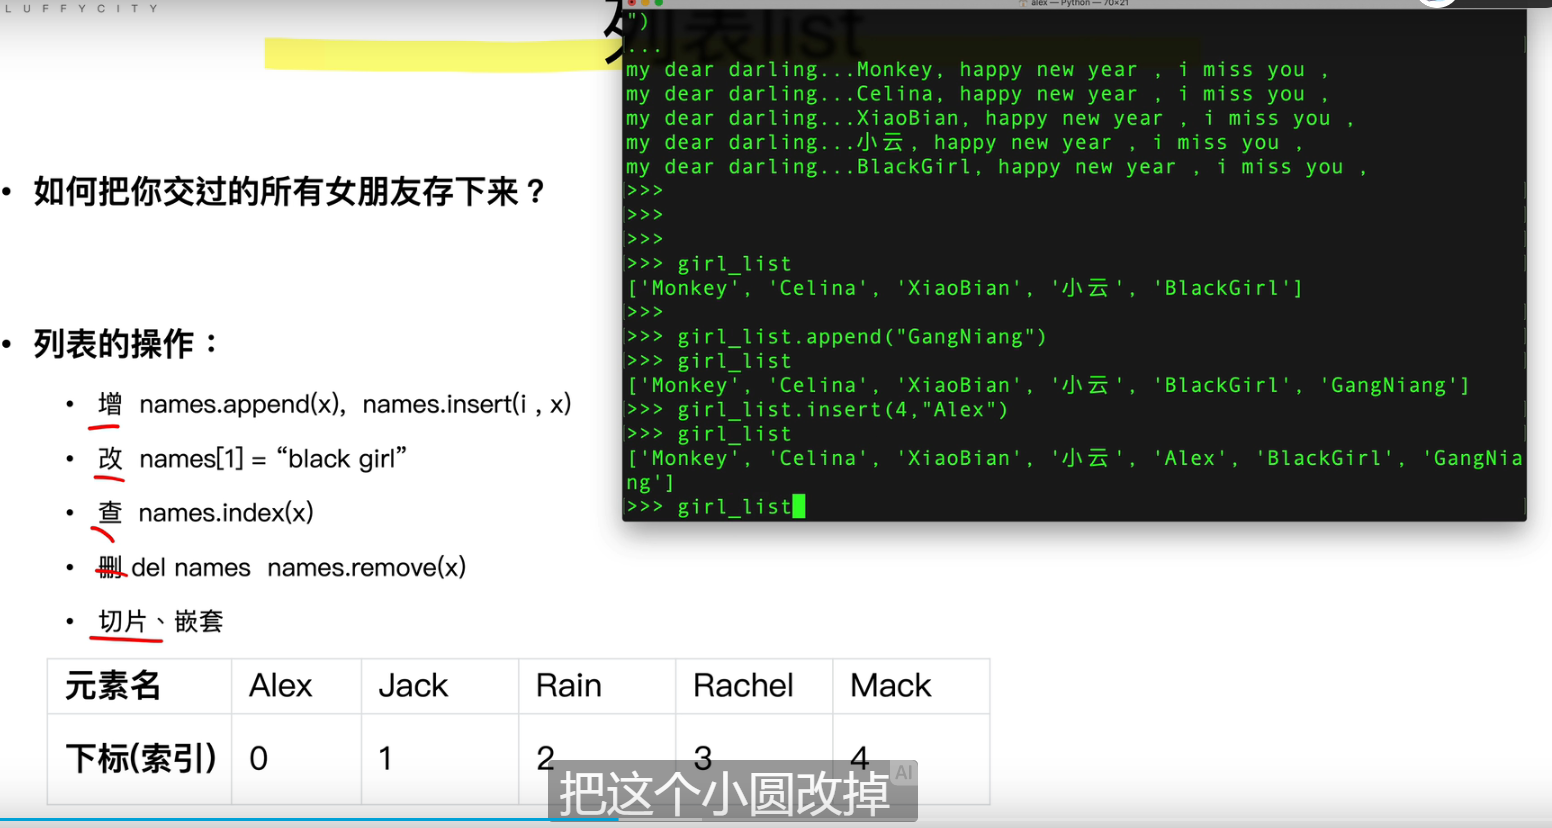 LUFFYCITY
列表list
• 如何把你交过的所有女朋友存下来？
• 列表的操作：
• 增 names.append(x), names.insert(i , x)
• 改 names[1] = “black girl”
• 查 names.index(x)
• 删 del names names.remove(x)
• 切片、嵌套
元素名 Alex Jack Rain Rachel Mack
下标(索引) 0 1 2 3 4
alex — Python — 70×21
")
...
my dear darling...Monkey, happy new year , i miss you ,
my dear darling...Celina, happy new year , i miss you ,
my dear darling...XiaoBian, happy new year , i miss you ,
my dear darling...小云, happy new year , i miss you ,
my dear darling...BlackGirl, happy new year , i miss you ,
>>>
>>>
>>>
>>> girl_list
['Monkey', 'Celina', 'XiaoBian', '小云', 'BlackGirl']
>>>
>>> girl_list.append("GangNiang")
>>> girl_list
['Monkey', 'Celina', 'XiaoBian', '小云', 'BlackGirl', 'GangNiang']
>>> girl_list.insert(4,"Alex")
>>> girl_list
['Monkey', 'Celina', 'XiaoBian', '小云', 'Alex', 'BlackGirl', 'GangNia
ng']
>>> girl_list
把这个小圆改掉
AI